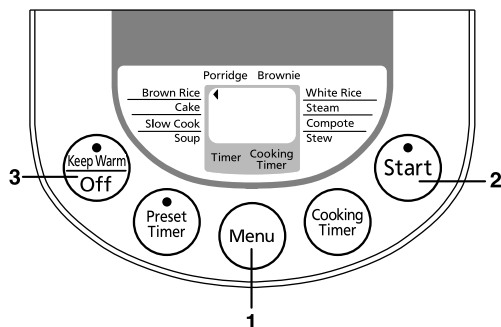 Porridge Brownie
Brown Rice White Rice
Cake Steam
Slow Cook Compote
Soup Stew
Timer Cooking
Timer
Keep Warm
Off
3
Start
2
Preset
Timer
Cooking
Timer
Menu
1